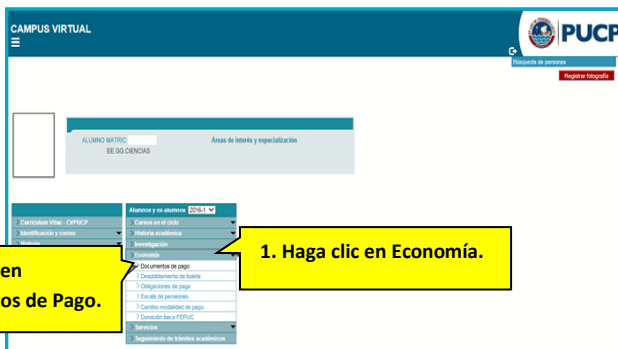 CAMPUS VIRTUAL
PUCP
Búsqueda de personas
Registrar fotografía
ALUMNO MATRIC.
Áreas de interés y especialización
EE.GG.CIENCIAS
Alumnos y ex-alumnos 2016-1
Curriculum Vitae - CVPUCP
Identificación y correo
Historia
Cursos en el ciclo
Historia académica
Investigación
Economía
Documentos de pago
Desdoblamiento de boleta
Obligaciones de pago
Escala de pensiones
Cambio modalidad de pago
Donación beca FEPUC
Servicios
Seguimiento de trámites académicos
1. Haga clic en Economía.
en
os de Pago.